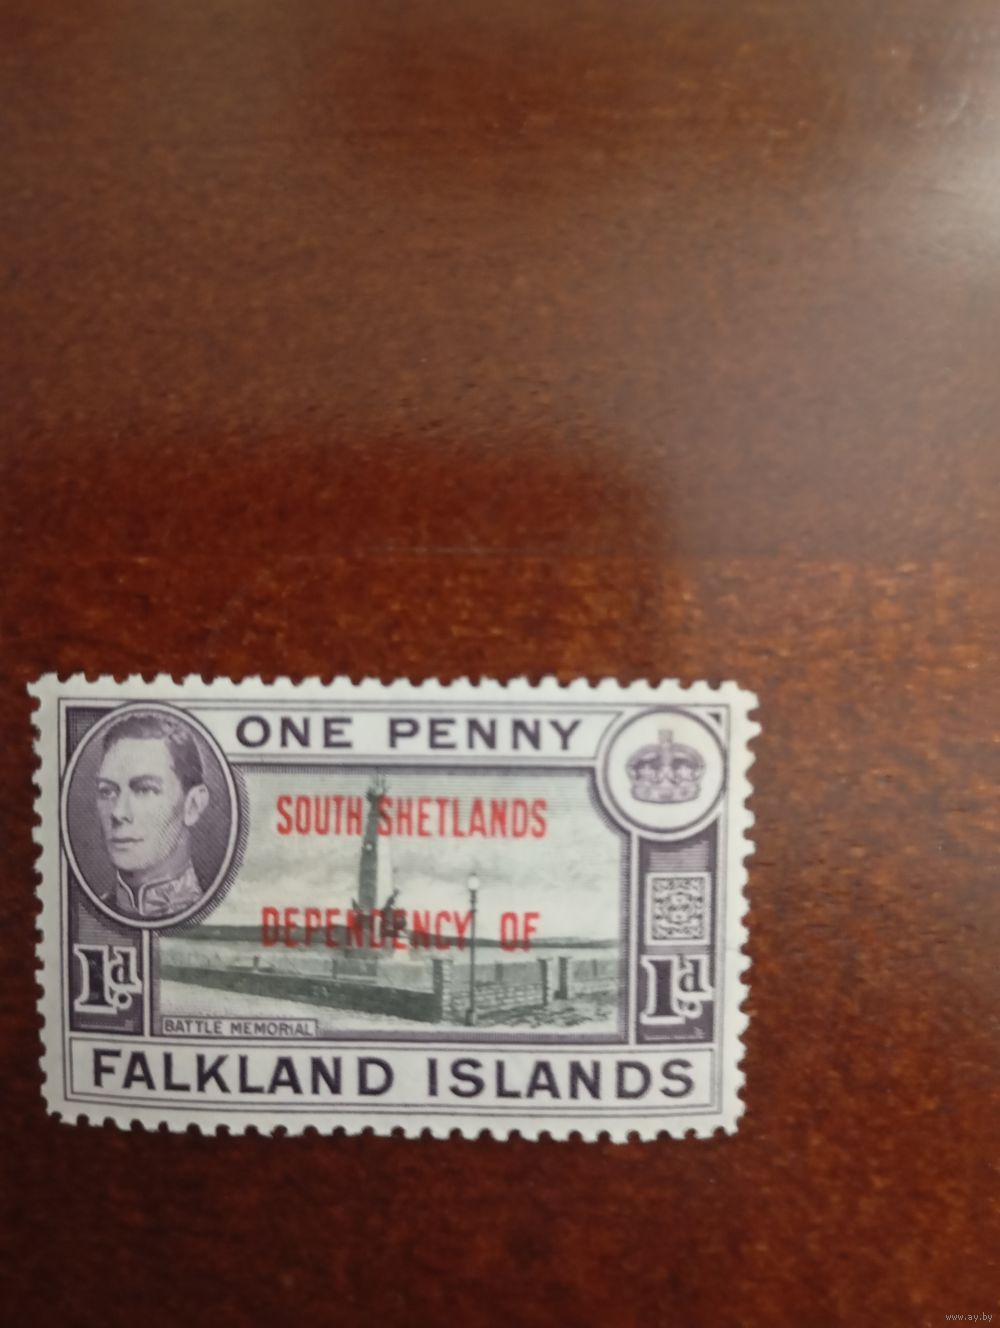 ONE PENNY
SOUTH SHETLANDS
DEPENDENCY OF
1d 1d
BATTLE MEMORIAL
FALKLAND ISLANDS
www.ay.by